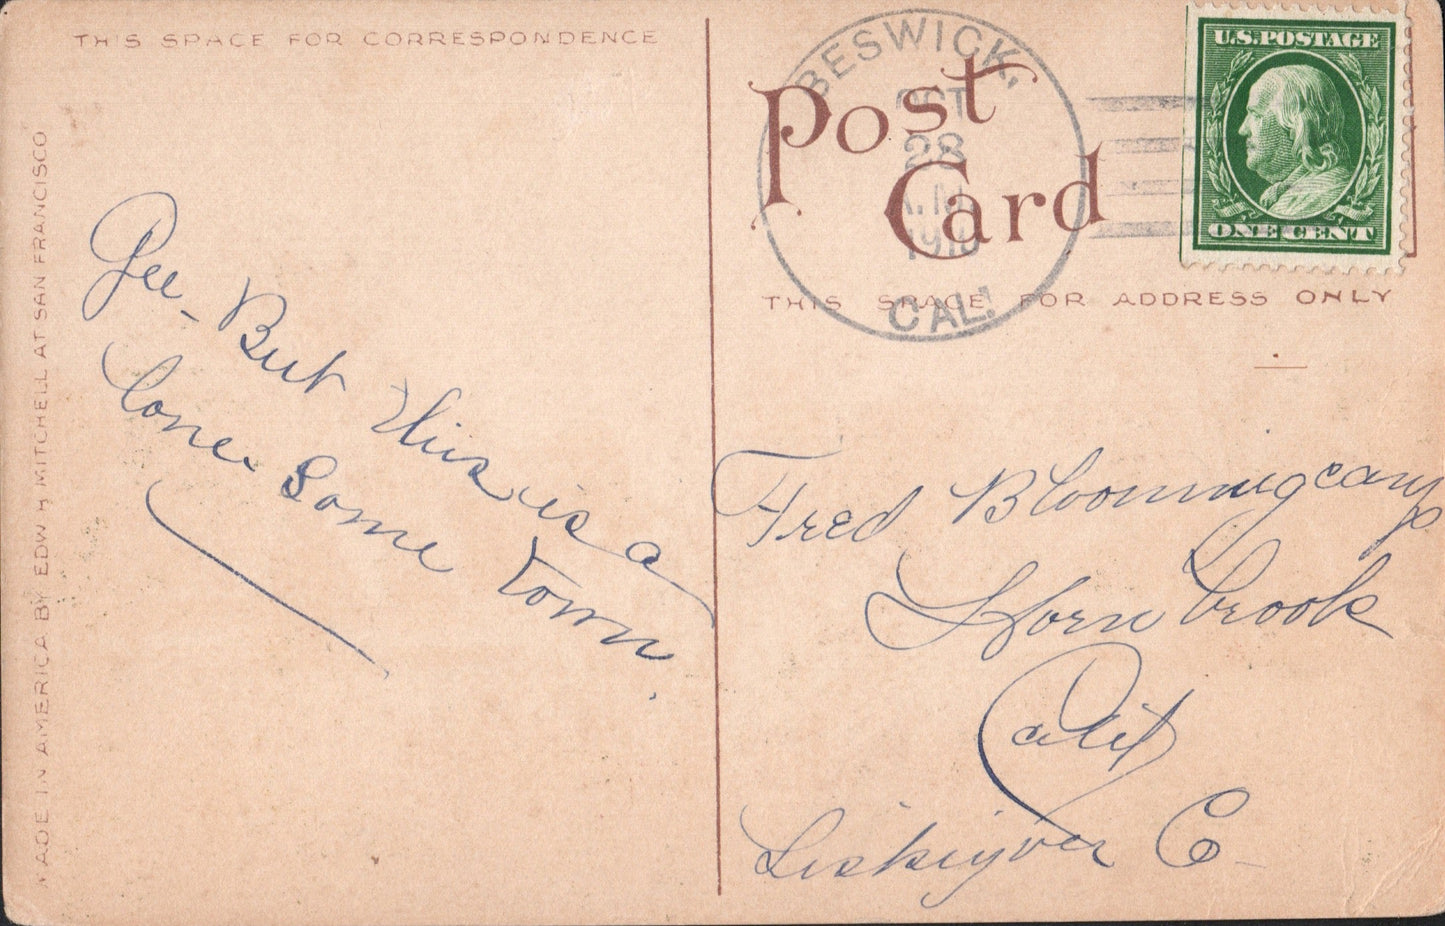 THIS SPACE FOR CORRESPONDENCE
MADE IN AMERICA BY EDW H MITCHELL AT SAN FRANCISCO
Gee - But this is a
lone some town.
BESWICK,
OCT
28
A.M.
CAL.
Post
Card
U.S. POSTAGE
ONE CENT
THIS SPACE FOR ADDRESS ONLY
Fred Bloomingcamp
Hornbrook
Calif
Siskiyou Co